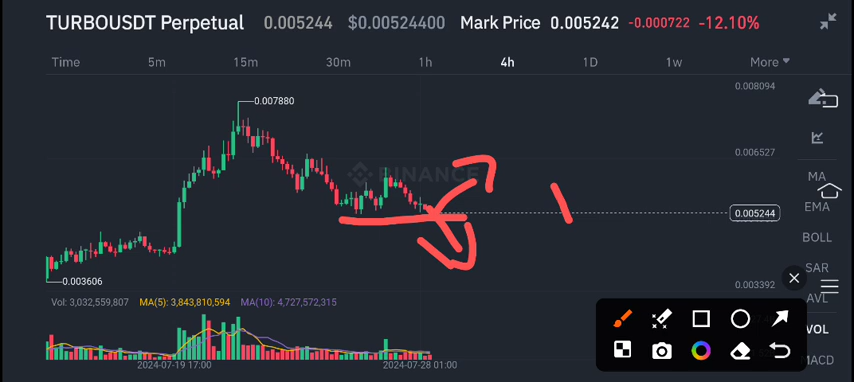 TURBOUSDT Perpetual 0.005244 $0.00524400 Mark Price 0.005242 -0.000722 -12.10%
Time 5m 15m 30m 1h 4h 1D 1w More
0.008094
0.007880
0.006527
BINANCE
MA
EMA
0.005244
BOLL
SAR
0.003606
0.003392
AVL
Vol: 3,032,559,807 MA(5): 3,843,810,594 MA(10): 4,727,572,315
VOL
MACD
2024-07-19 17:00 2024-07-28 01:00